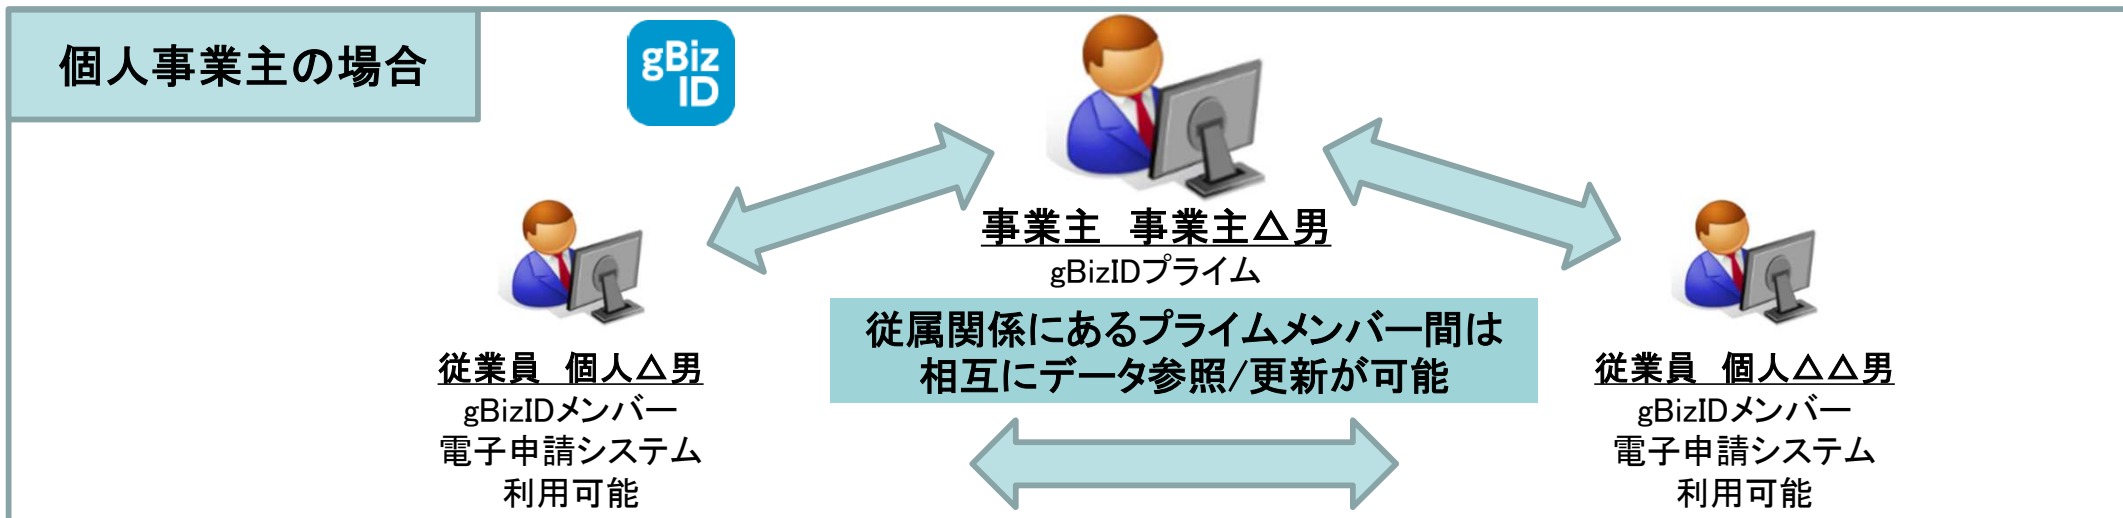 個人事業主の場合
gBiz
ID
事業主　事業主△男
gBizIDプライム
従属関係にあるプライムメンバー間は
相互にデータ参照/更新が可能
従業員　個人△男
gBizIDメンバー
電子申請システム
利用可能
従業員　個人△△男
gBizIDメンバー
電子申請システム
利用可能